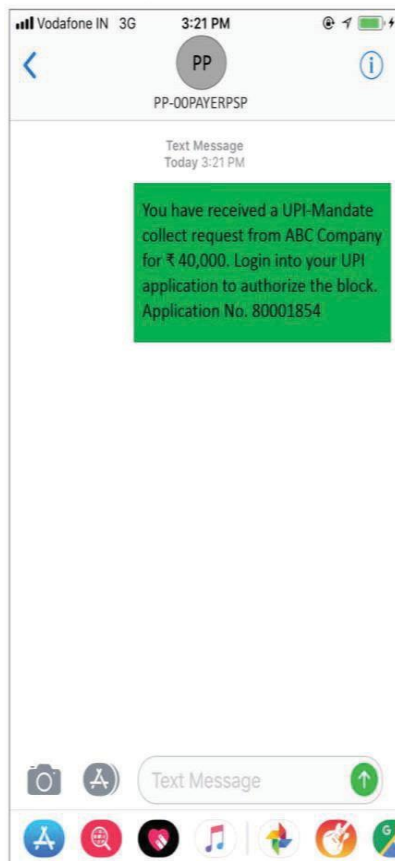 Vodafone IN 3G 3:21 PM
PP
PP-00PAYERPSP
Text Message
Today 3:21 PM
You have received a UPI-Mandate
collect request from ABC Company
for ₹ 40,000. Login into your UPI
application to authorize the block.
Application No. 80001854
Text Message
G